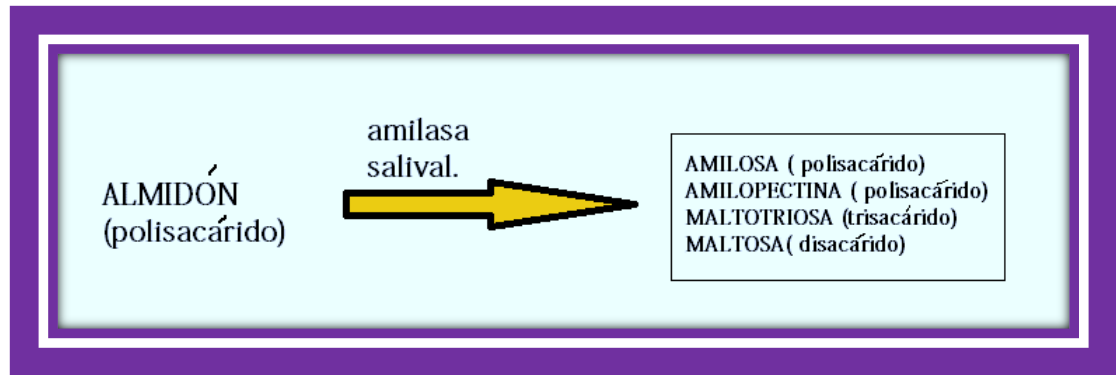 ALMIDÓN
(polisacárido)
amilasa
salival.
AMILOSA ( polisacárido)
AMILOPECTINA ( polisacárido)
MALTOTRIOSA (trisacárido)
MALTOSA( disacárido)